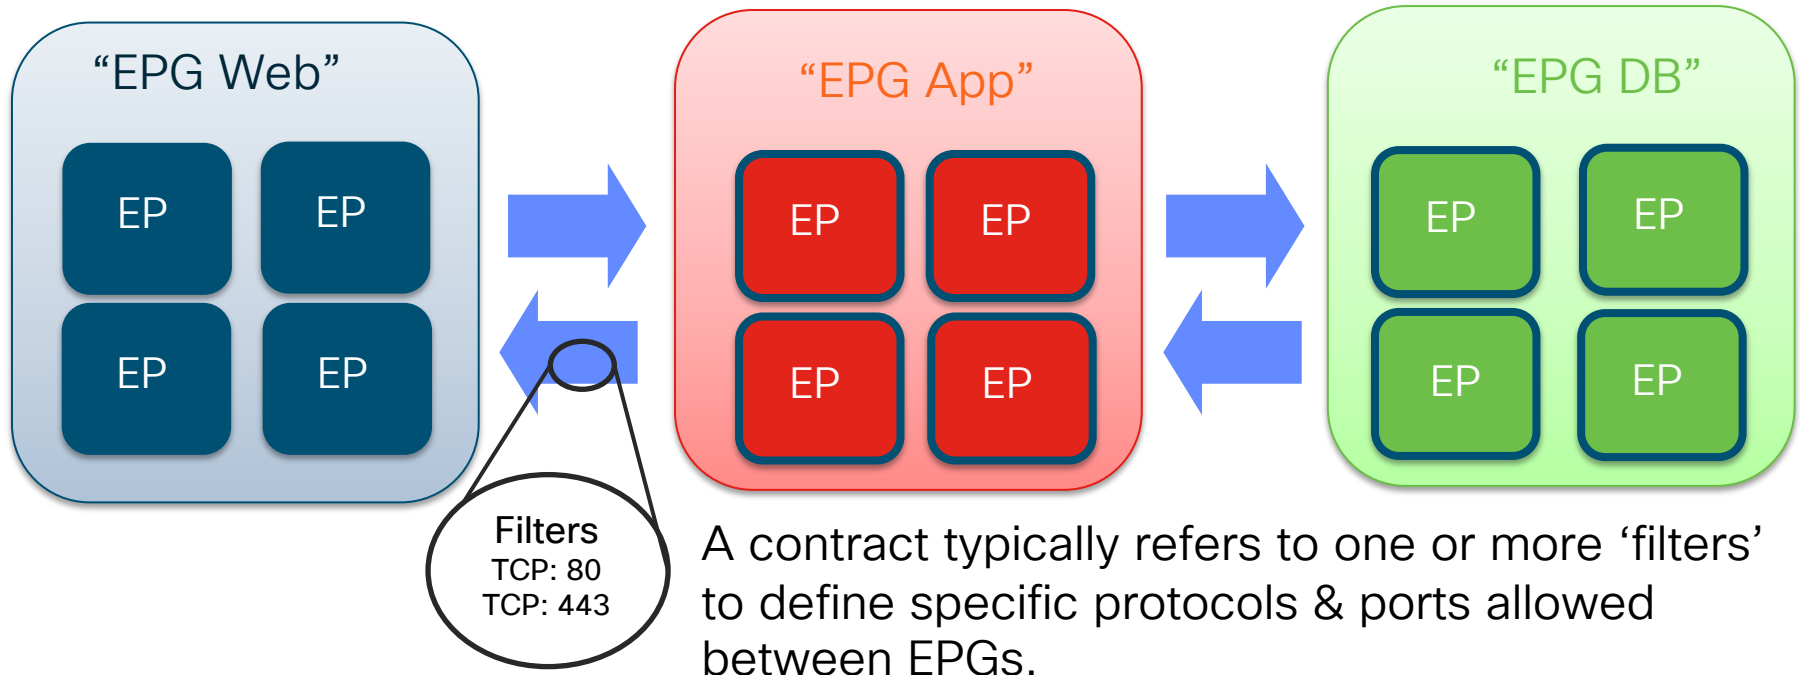 “EPG Web”
“EPG App”
“EPG DB”
EP
EP
EP
EP
EP
EP
EP
EP
EP
EP
EP
EP
Filters
TCP: 80
TCP: 443
A contract typically refers to one or more ‘filters’
to define specific protocols & ports allowed
between EPGs.